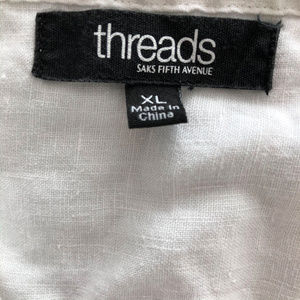 threads
SAKS FIFTH AVENUE
XL
Made in
China